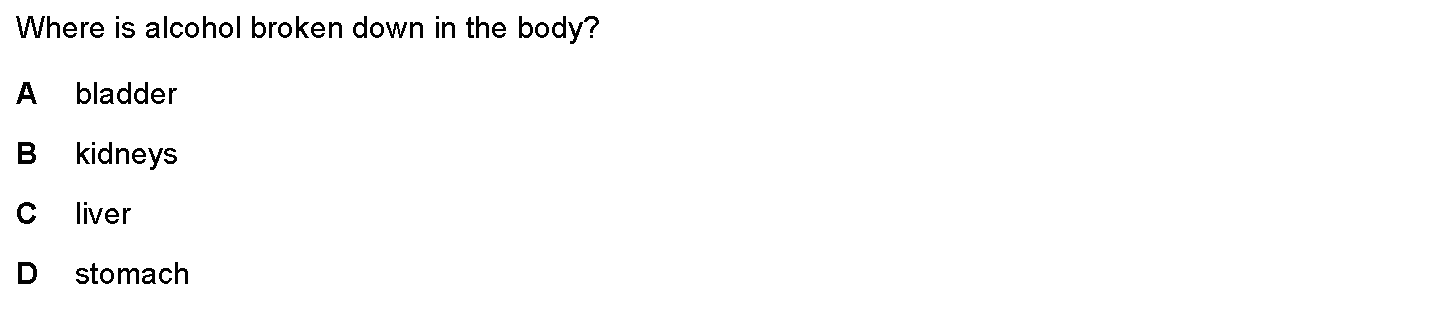 Where is alcohol broken down in the body?
A bladder
B kidneys
C liver
D stomach